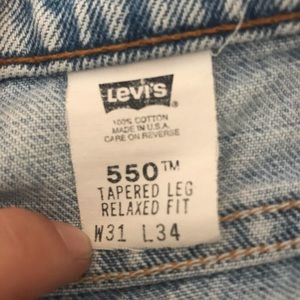 Levi's®
100% COTTON
MADE IN U.S.A.
CARE ON REVERSE
550™
TAPERED LEG
RELAXED FIT
W31 L34